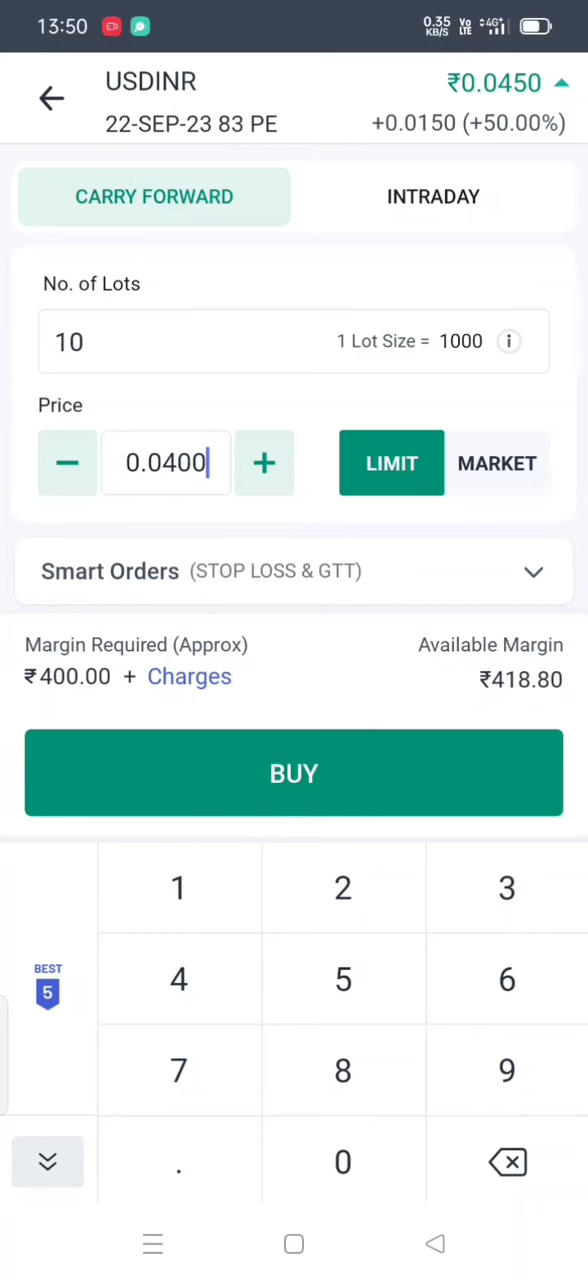 13:50
0.35 KB/S Vo LTE 4G+
USDINR
₹0.0450
22-SEP-23 83 PE
+0.0150 (+50.00%)
CARRY FORWARD
INTRADAY
No. of Lots
10
1 Lot Size = 1000 i
Price
− 0.0400 +
LIMIT
MARKET
Smart Orders (STOP LOSS & GTT)
Margin Required (Approx)
Available Margin
₹400.00 + Charges
₹418.80
BUY
1 2 3
4 5 6
BEST
5
7 8 9
. 0